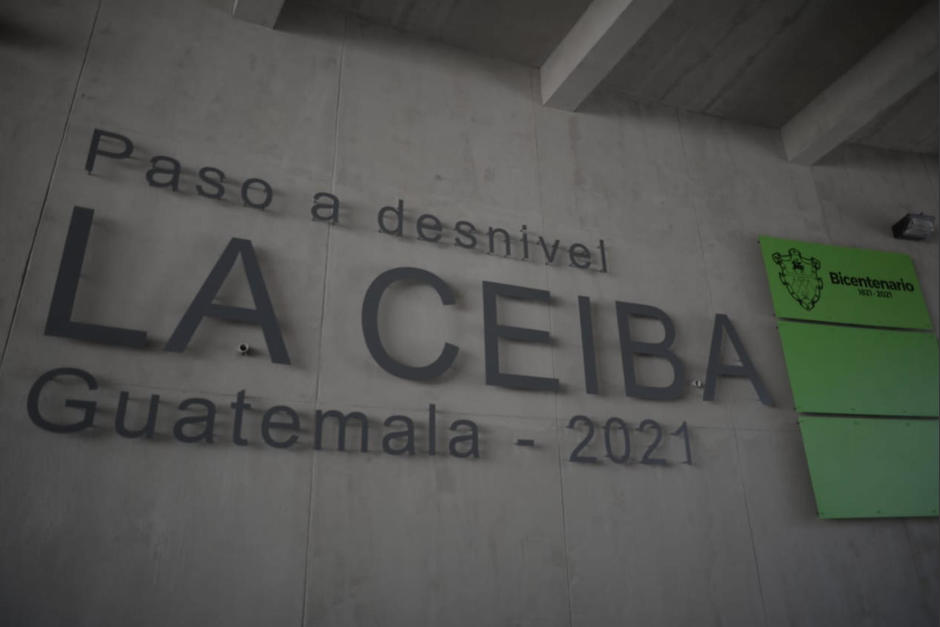 Paso a desnivel
LA CEIBA
Guatemala - 2021
Bicentenario
1821 - 2021